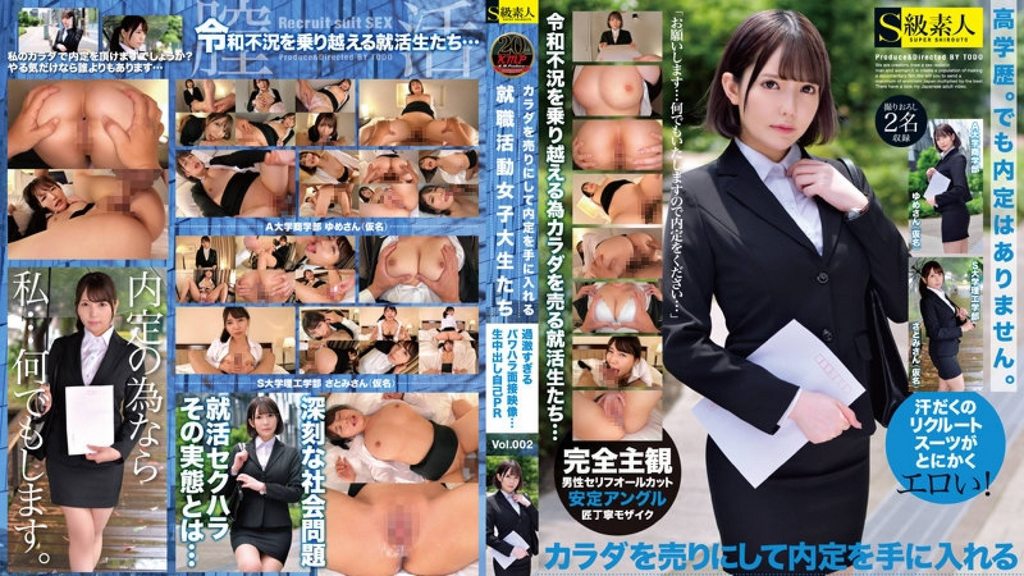 私のカラダで内定を頂けますでしょうか?
やる気だけなら誰よりもあります…
膣活
Recruit suit SEX
令和不況を乗り越える就活生たち…
Produce&Directed BY TODO
A大学商学部 ゆめさん(仮名)
S大学理工学部 さとみさん(仮名)
内定の為なら
私…何でもします。
深刻な社会問題
就活セクハラ
その実態とは…
20th
KMP
カラダを売りにして内定を手に入れる
就職活動女子大生たち
過激すぎる
パワハラ面接映像…
生中出し自己PR
Vol.002
令和不況を乗り越える為カラダを売る就活生たち…
「お願いします…何でもいたしますので内定をください…」
S級素人
SUPER SHIROUTO
Produce&Directed BY TODO
撮りおろし
2名
収録
高学歴。でも内定はありません。
A大学商学部
ゆめさん(仮名)
S大学理工学部
さとみさん(仮名)
汗だくの
リクルート
スーツが
とにかく
エロい!
完全主観
男性セリフオールカット
安定アングル
匠丁寧モザイク
カラダを売りにして内定を手に入れる